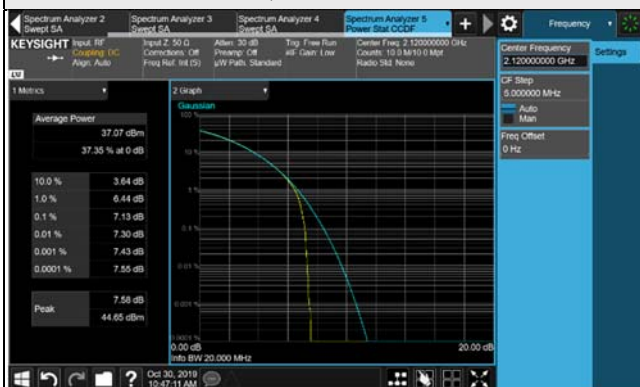 Spectrum Analyzer 2
Swept SA
Spectrum Analyzer 3
Swept SA
Spectrum Analyzer 4
Swept SA
Spectrum Analyzer 5
Power Stat CCDF
Frequency
KEYSIGHT
Input: RF
Coupling: DC
Align: Auto
Input Z: 50 Ω
Corrections: Off
Freq Ref: Int (S)
Atten: 30 dB
Preamp: Off
µW Path: Standard
Trig: Free Run
#IF Gain: Low
Center Freq: 2.120000000 GHz
Counts: 10.0 M/10.0 Mpt
Radio Std: None
Center Frequency
2.120000000 GHz
Settings
CF Step
5.000000 MHz
Auto
Man
Freq Offset
0 Hz
1 Metrics
2 Graph
Average Power
37.07 dBm
37.35 % at 0 dB
10.0 % 3.64 dB
1.0 % 6.44 dB
0.1 % 7.13 dB
0.01 % 7.30 dB
0.001 % 7.43 dB
0.0001 % 7.55 dB
Peak
7.58 dB
44.65 dBm
Gaussian
100 %
10 %
1 %
0.1 %
0.01 %
0.001 %
0.0001 %
0.00 dB
20.00 dB
Info BW 20.000 MHz
Oct 30, 2019
10:47:11 AM